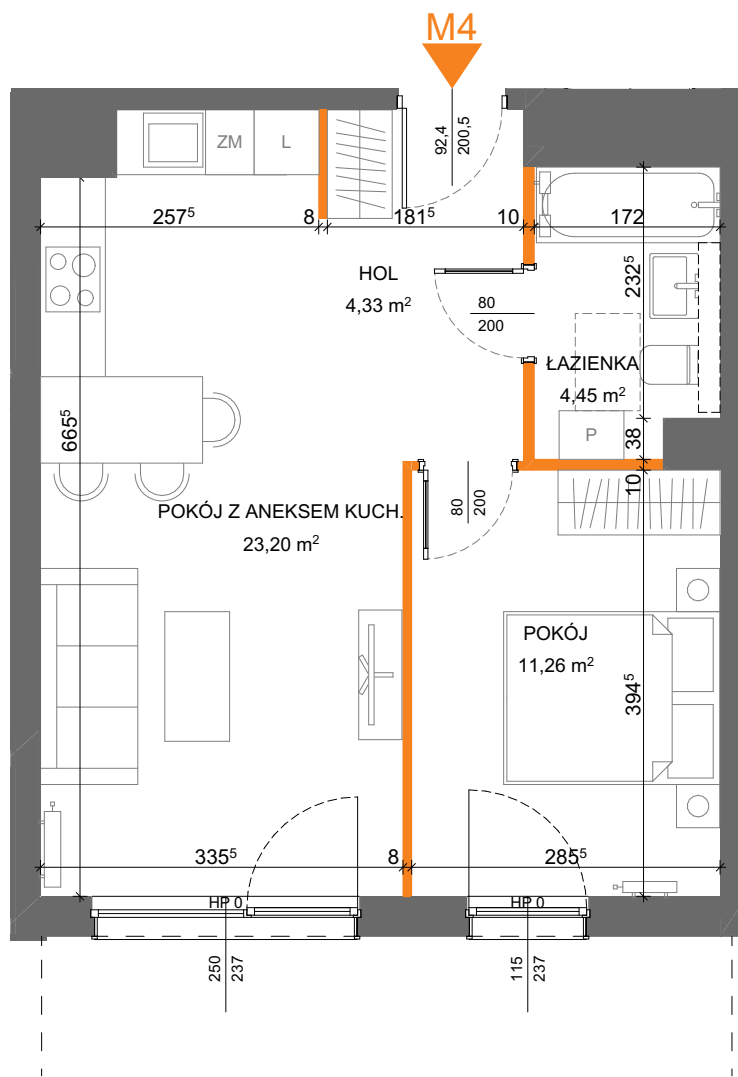 M4
92,4
200,5
ZM
L
257⁵
8
181⁵
10
172
HOL
4,33 m²
80
200
232⁵
ŁAZIENKA
4,45 m²
P
38
10
665⁵
80
200
POKÓJ Z ANEKSEM KUCH.
23,20 m²
POKÓJ
11,26 m²
394⁵
335⁵
8
285⁵
HP 0
HP 0
250
237
115
237